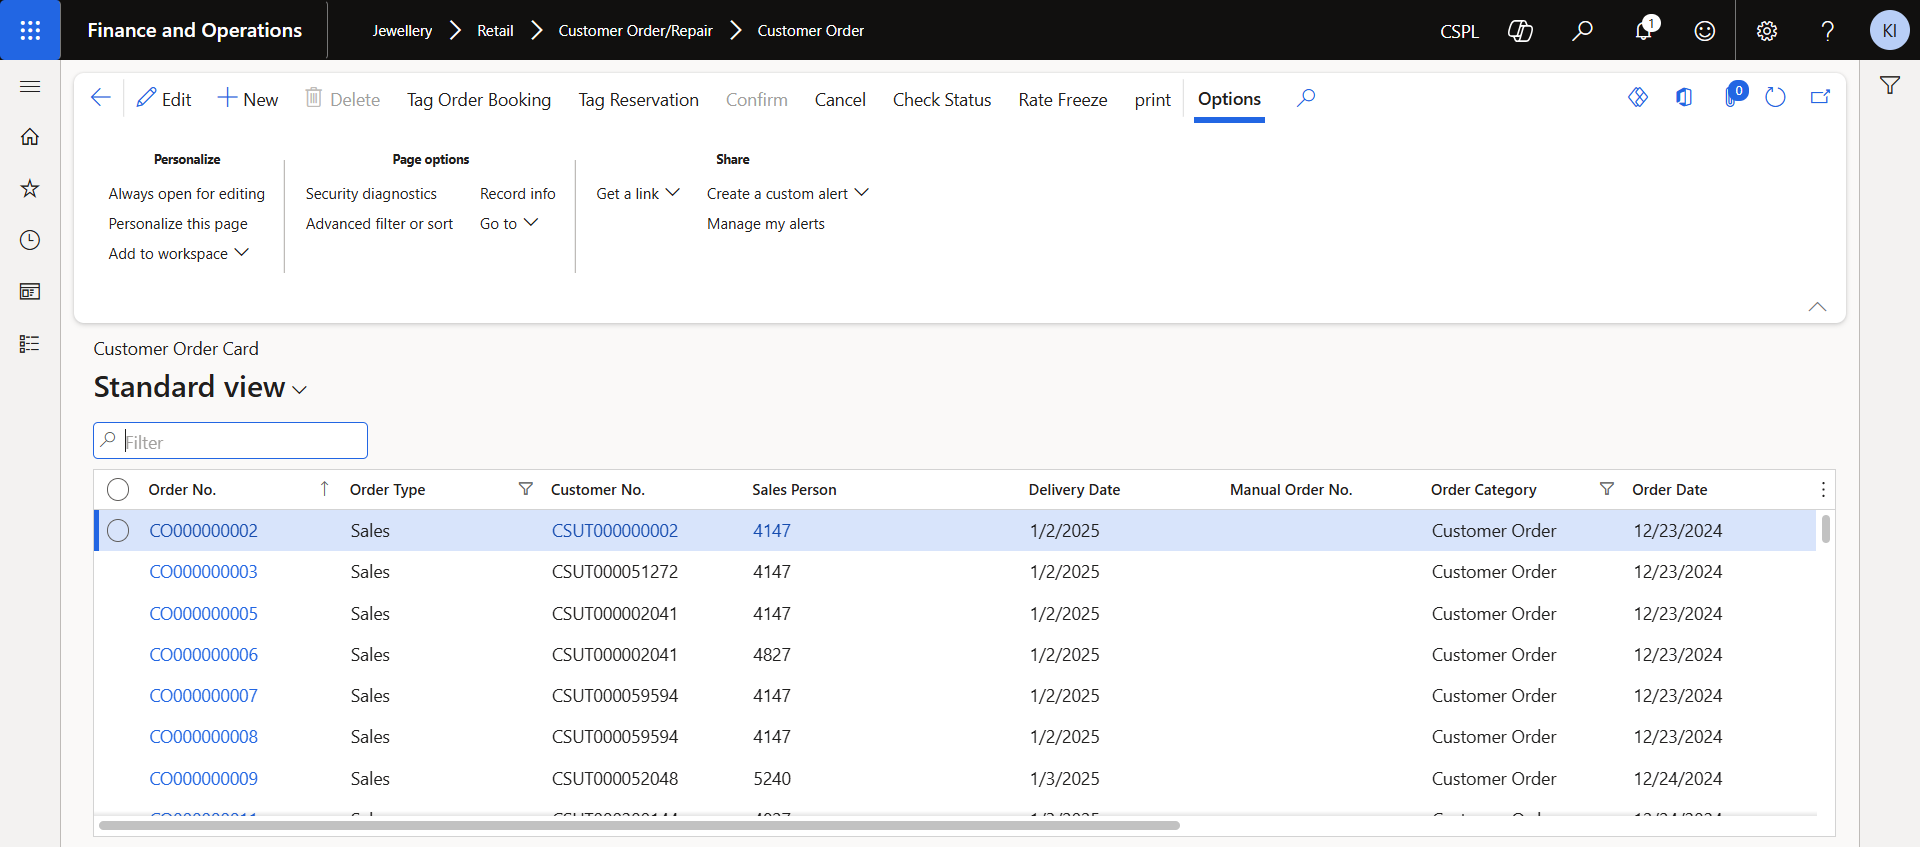 Finance and Operations
Jewellery > Retail > Customer Order/Repair > Customer Order
CSPL
1
?
KI
Edit
New
Delete
Tag Order Booking
Tag Reservation
Confirm
Cancel
Check Status
Rate Freeze
print
Options
0
Personalize
Always open for editing
Personalize this page
Add to workspace
Page options
Security diagnostics
Record info
Advanced filter or sort
Go to
Share
Get a link
Create a custom alert
Manage my alerts
Customer Order Card
Standard view
Filter
Order No. Order Type Customer No. Sales Person Delivery Date Manual Order No. Order Category Order Date
CO000000002 Sales CSUT000000002 4147 1/2/2025 Customer Order 12/23/2024
CO000000003 Sales CSUT000051272 4147 1/2/2025 Customer Order 12/23/2024
CO000000005 Sales CSUT000002041 4147 1/2/2025 Customer Order 12/23/2024
CO000000006 Sales CSUT000002041 4827 1/2/2025 Customer Order 12/23/2024
CO000000007 Sales CSUT000059594 4147 1/2/2025 Customer Order 12/23/2024
CO000000008 Sales CSUT000059594 4147 1/2/2025 Customer Order 12/23/2024
CO000000009 Sales CSUT000052048 5240 1/3/2025 Customer Order 12/24/2024